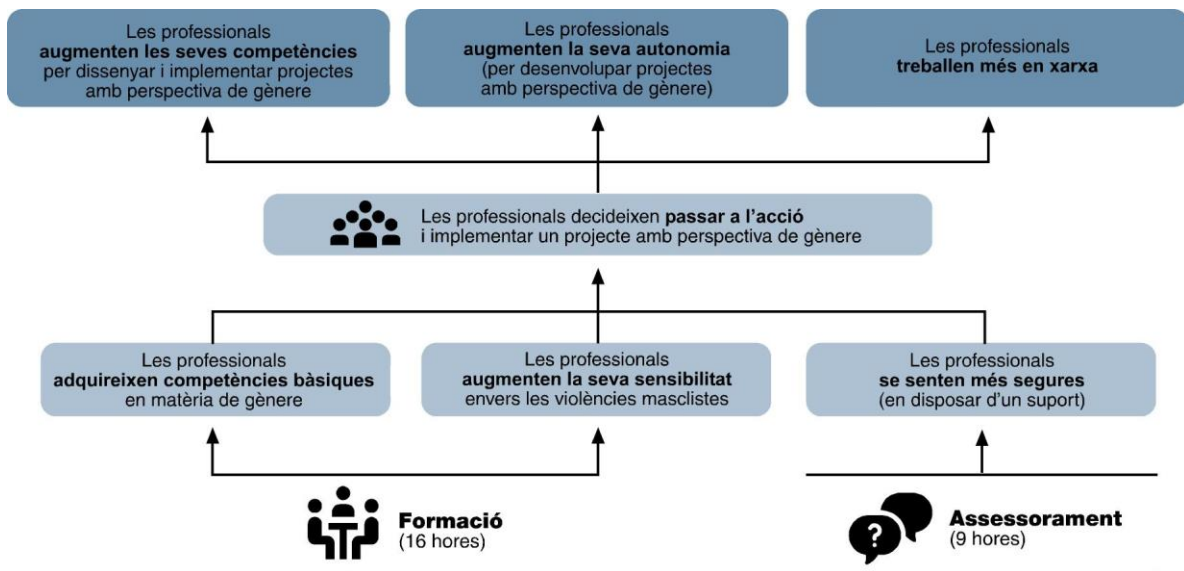 Les professionals
augmenten les seves competències
per dissenyar i implementar projectes
amb perspectiva de gènere
Les professionals
augmenten la seva autonomia
(per desenvolupar projectes
amb perspectiva de gènere)
Les professionals
treballen més en xarxa
Les professionals decideixen passar a l’acció
i implementar un projecte amb perspectiva de gènere
Les professionals
adquireixen competències bàsiques
en matèria de gènere
Les professionals
augmenten la seva sensibilitat
envers les violències masclistes
Les professionals
se senten més segures
(en disposar d’un suport)
Formació
(16 hores)
?
Assessorament
(9 hores)